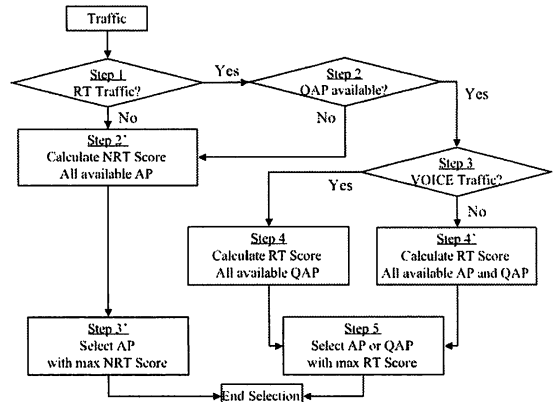 Traffic
Step 1
RT Traffic?
Yes
Step 2
QAP available?
Yes
No
No
Step 2'
Calculate NRT Score
All available AP
Step 3
VOICE Traffic?
Yes
No
Step 4
Calculate RT Score
All available QAP
Step 4'
Calculate RT Score
All available AP and QAP
Step 3'
Select AP
with max NRT Score
Step 5
Select AP or QAP
with max RT Score
End Selection